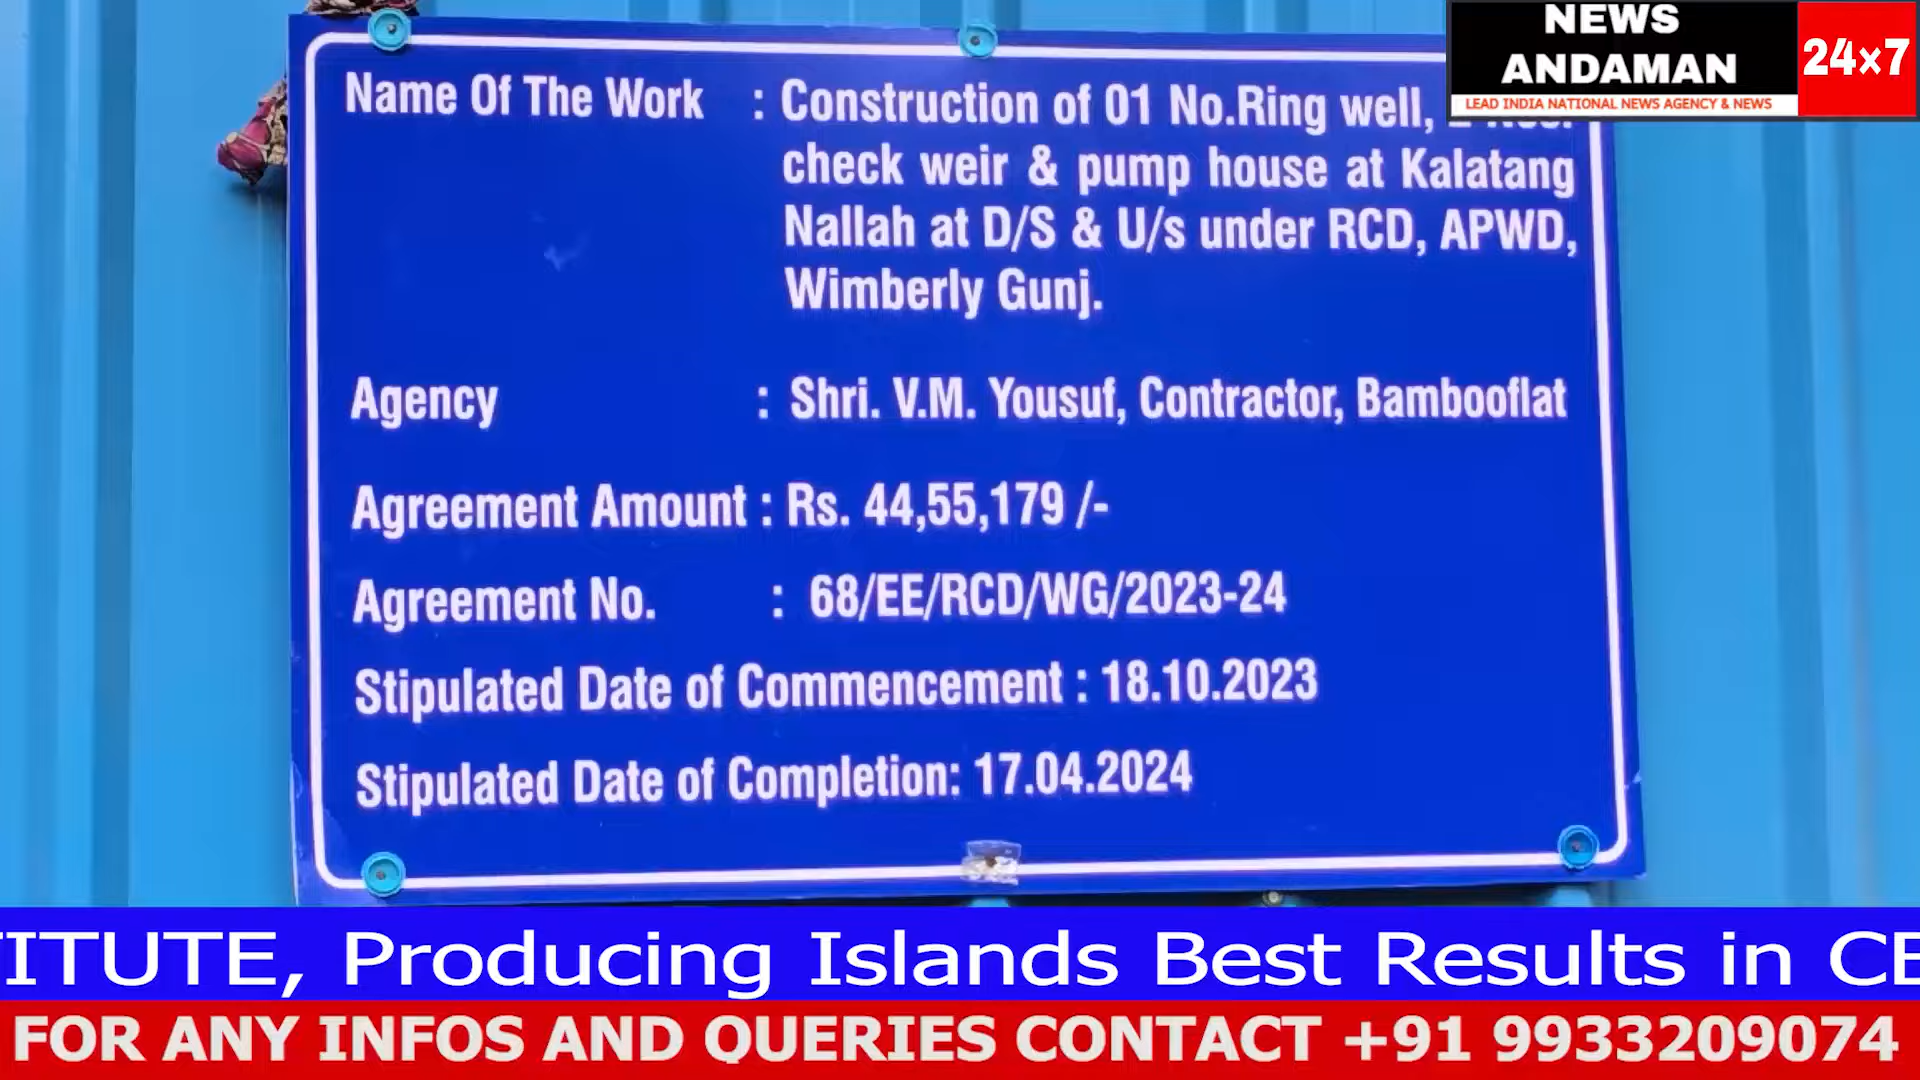 NEWS
ANDAMAN
24×7
LEAD INDIA NATIONAL NEWS AGENCY & NEWS
Name Of The Work : Construction of 01 No.Ring well,
check weir & pump house at Kalatang
Nallah at D/S & U/s under RCD, APWD,
Wimberly Gunj.
Agency : Shri. V.M. Yousuf, Contractor, Bambooflat
Agreement Amount : Rs. 44,55,179 /-
Agreement No. : 68/EE/RCD/WG/2023-24
Stipulated Date of Commencement : 18.10.2023
Stipulated Date of Completion: 17.04.2024
TITUTE, Producing Islands Best Results in CB
FOR ANY INFOS AND QUERIES CONTACT +91 9933209074